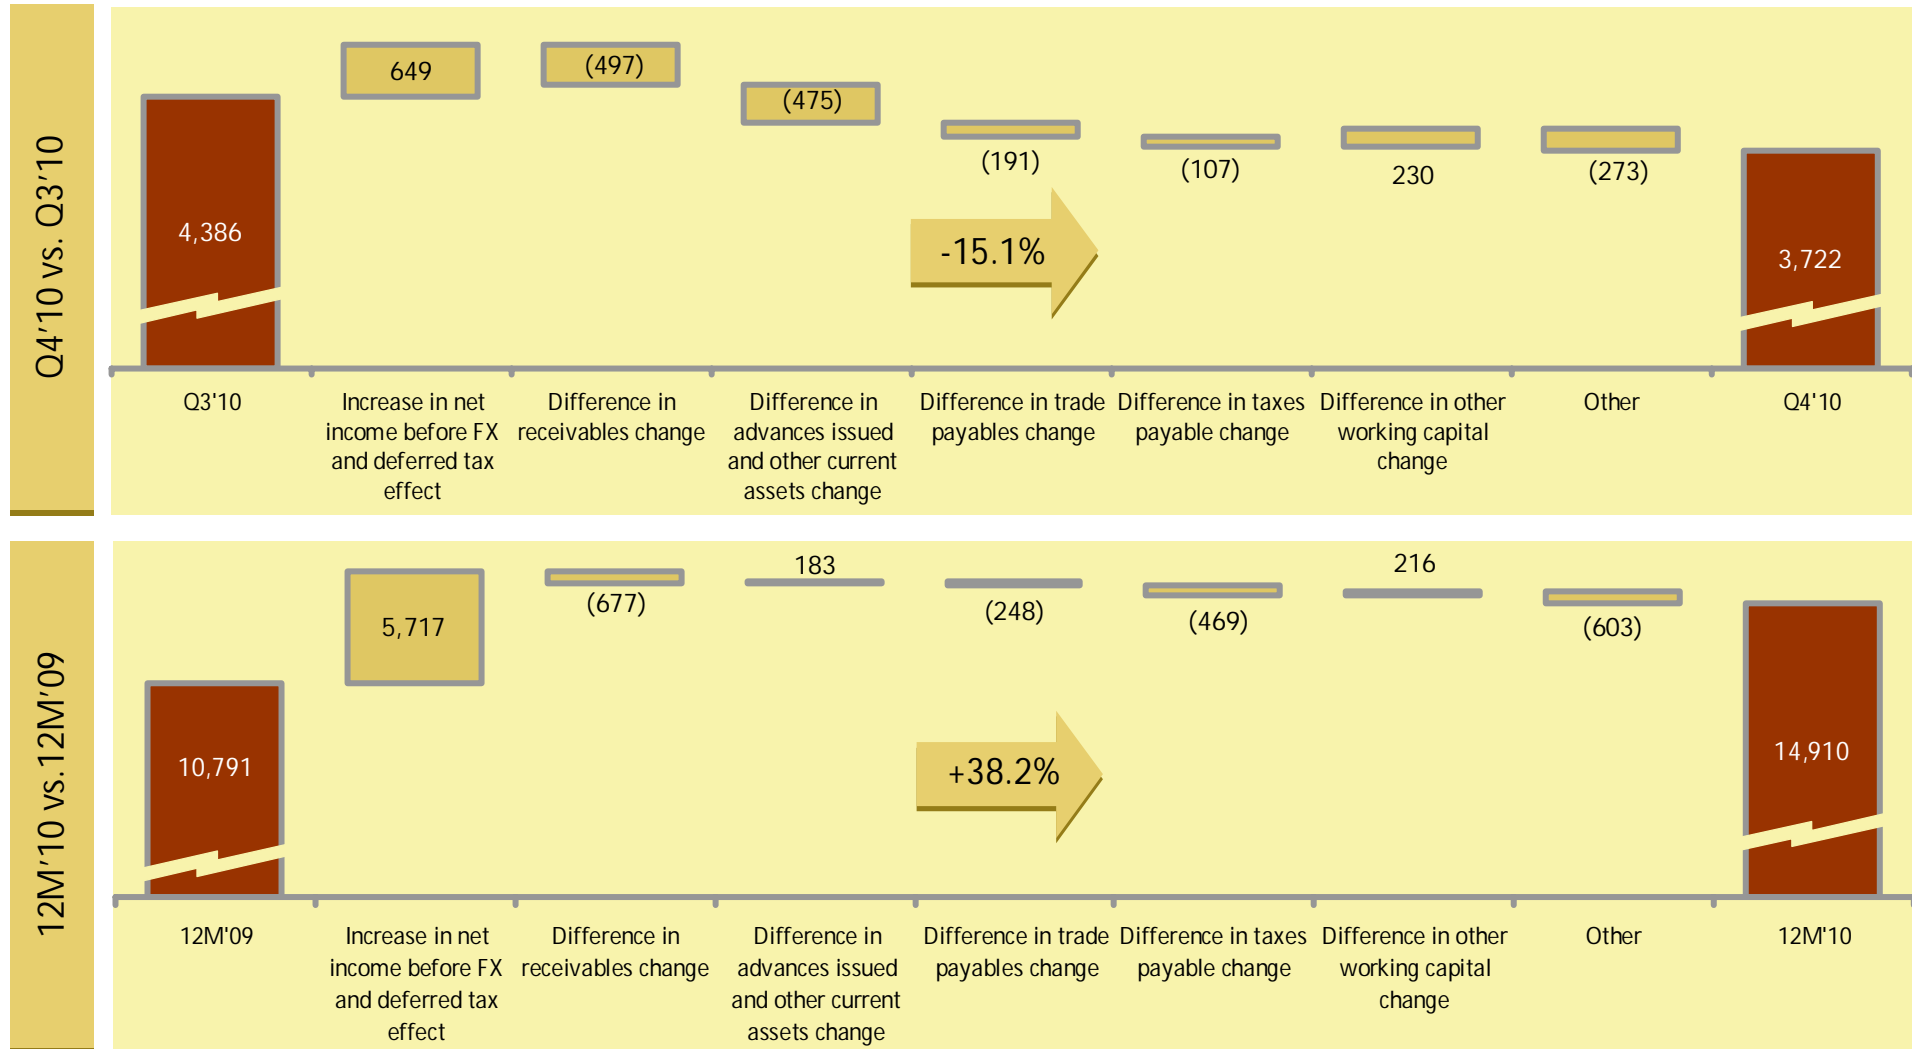 Q4'10 vs. Q3'10
649
(497)
(475)
(191)
(107)
230
(273)
4,386
-15.1%
3,722
Q3'10
Increase in net
income before FX
and deferred tax
effect
Difference in
receivables change
Difference in
advances issued
and other current
assets change
Difference in trade
payables change
Difference in taxes
payable change
Difference in other
working capital
change
Other
Q4'10
12M'10 vs.12M'09
5,717
(677)
183
(248)
(469)
216
(603)
10,791
+38.2%
14,910
12M'09
Increase in net
income before FX
and deferred tax
effect
Difference in
receivables change
Difference in
advances issued
and other current
assets change
Difference in trade
payables change
Difference in taxes
payable change
Difference in other
working capital
change
Other
12M'10